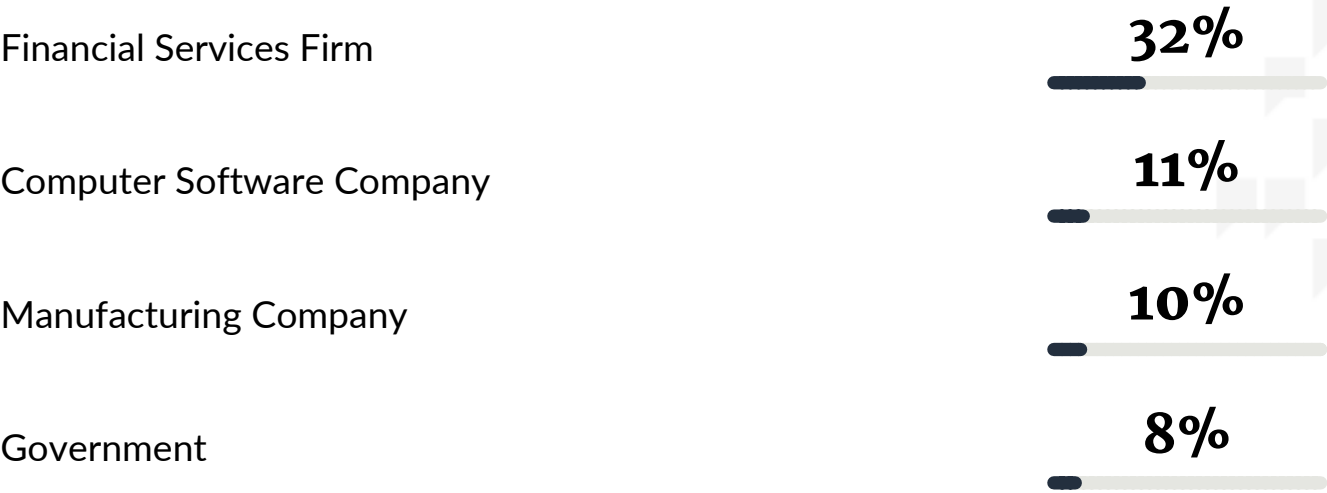 Financial Services Firm
32%
Computer Software Company
11%
Manufacturing Company
10%
Government
8%